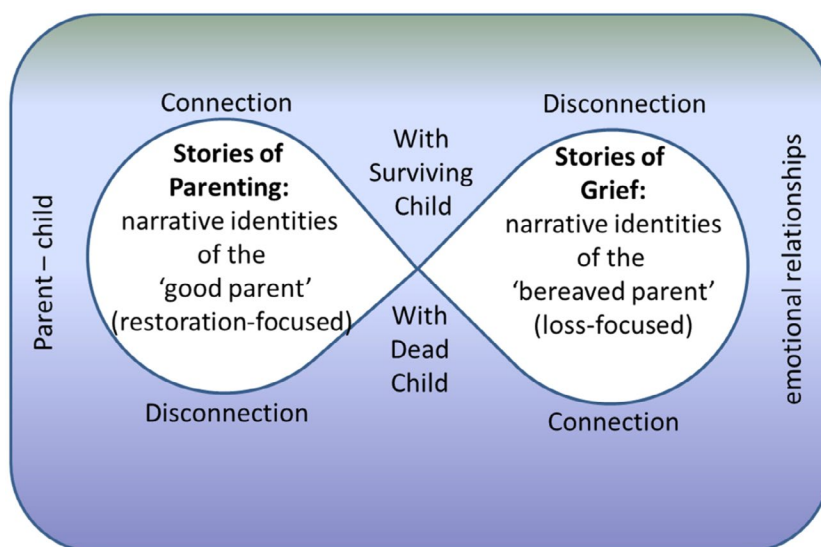 Connection
Disconnection
With
Surviving
Child
Stories of
Parenting:
narrative identities
of the
‘good parent’
(restoration-focused)
Stories of
Grief:
narrative identities
of the
‘bereaved parent’
(loss-focused)
Parent – child
emotional relationships
With
Dead
Child
Disconnection
Connection